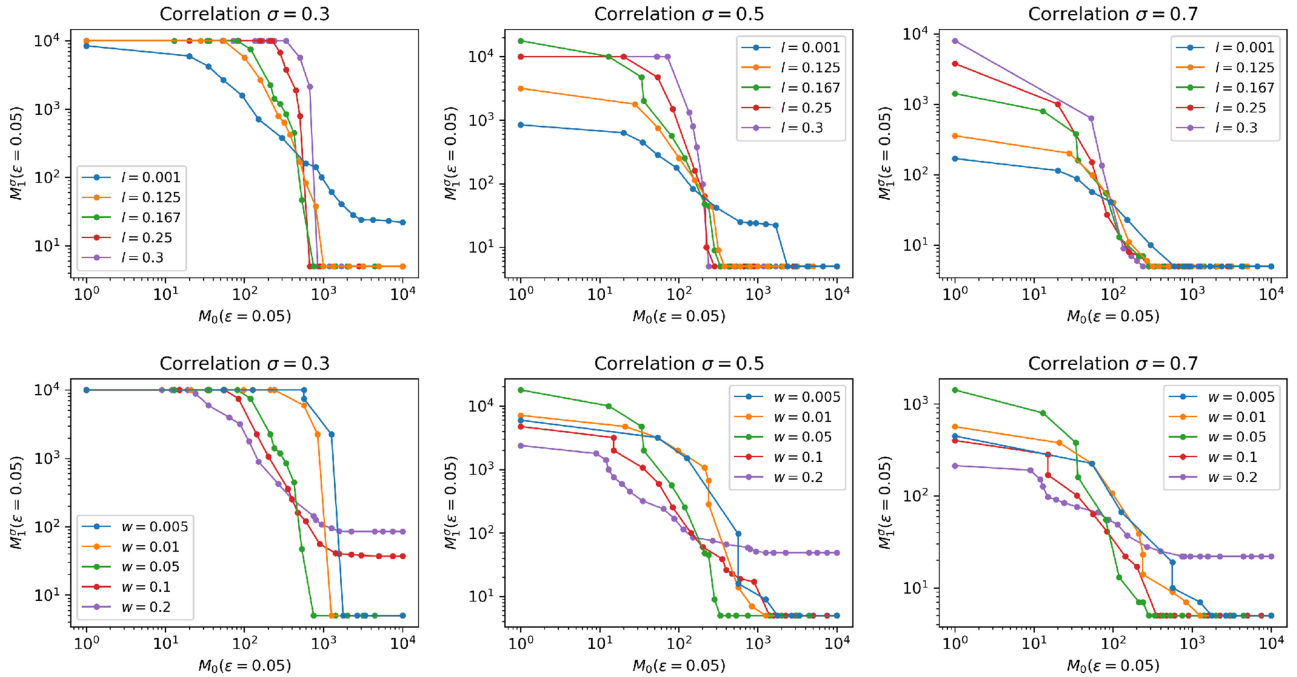 Correlation σ = 0.3
M₁^σ(ε = 0.05)
10⁴
10³
10²
10¹
l = 0.001
l = 0.125
l = 0.167
l = 0.25
l = 0.3
10⁰ 10¹ 10² 10³ 10⁴
M₀(ε = 0.05)
Correlation σ = 0.5
M₁^σ(ε = 0.05)
10⁴
10³
10²
10¹
l = 0.001
l = 0.125
l = 0.167
l = 0.25
l = 0.3
10⁰ 10¹ 10² 10³ 10⁴
M₀(ε = 0.05)
Correlation σ = 0.7
M₁^σ(ε = 0.05)
10⁴
10³
10²
10¹
l = 0.001
l = 0.125
l = 0.167
l = 0.25
l = 0.3
10⁰ 10¹ 10² 10³ 10⁴
M₀(ε = 0.05)
Correlation σ = 0.3
M₁^σ(ε = 0.05)
10⁴
10³
10²
10¹
w = 0.005
w = 0.01
w = 0.05
w = 0.1
w = 0.2
10⁰ 10¹ 10² 10³ 10⁴
M₀(ε = 0.05)
Correlation σ = 0.5
M₁^σ(ε = 0.05)
10⁴
10³
10²
10¹
w = 0.005
w = 0.01
w = 0.05
w = 0.1
w = 0.2
10⁰ 10¹ 10² 10³ 10⁴
M₀(ε = 0.05)
Correlation σ = 0.7
M₁^σ(ε = 0.05)
10³
10²
10¹
w = 0.005
w = 0.01
w = 0.05
w = 0.1
w = 0.2
10⁰ 10¹ 10² 10³ 10⁴
M₀(ε = 0.05)